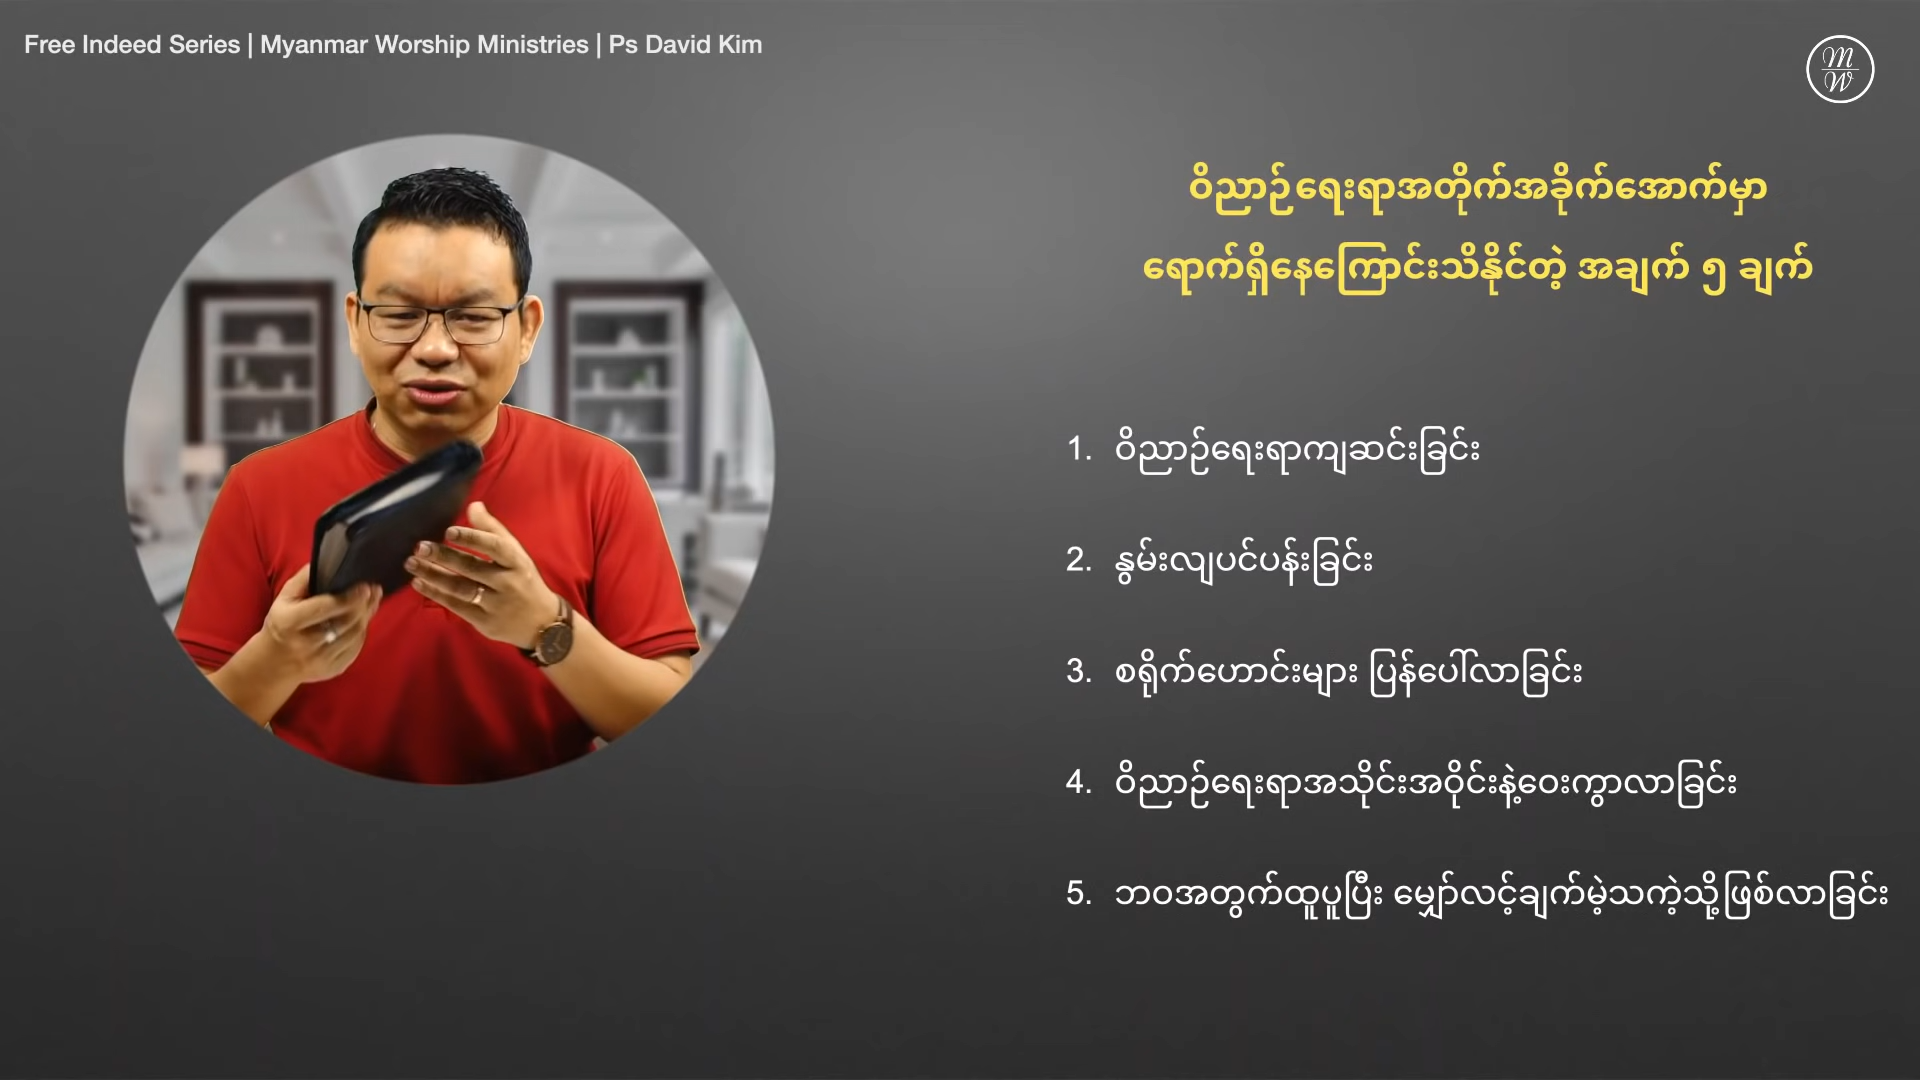 Free Indeed Series | Myanmar Worship Ministries | Ps David Kim
MW
ဝိညာဉ်ရေးရာအတိုက်အခိုက်အောက်မှာ
ရောက်ရှိနေကြောင်းသိနိုင်တဲ့ အချက် ၅ ချက်
1. ဝိညာဉ်ရေးရာကျဆင်းခြင်း
2. နွမ်းလျပင်ပန်းခြင်း
3. စရိုက်ဟောင်းများ ပြန်ပေါ်လာခြင်း
4. ဝိညာဉ်ရေးရာအသိုင်းအဝိုင်းနဲ့ဝေးကွာလာခြင်း
5. ဘဝအတွက်ထူပူပြီး မျှော်လင့်ချက်မဲ့သကဲ့သို့ဖြစ်လာခြင်း